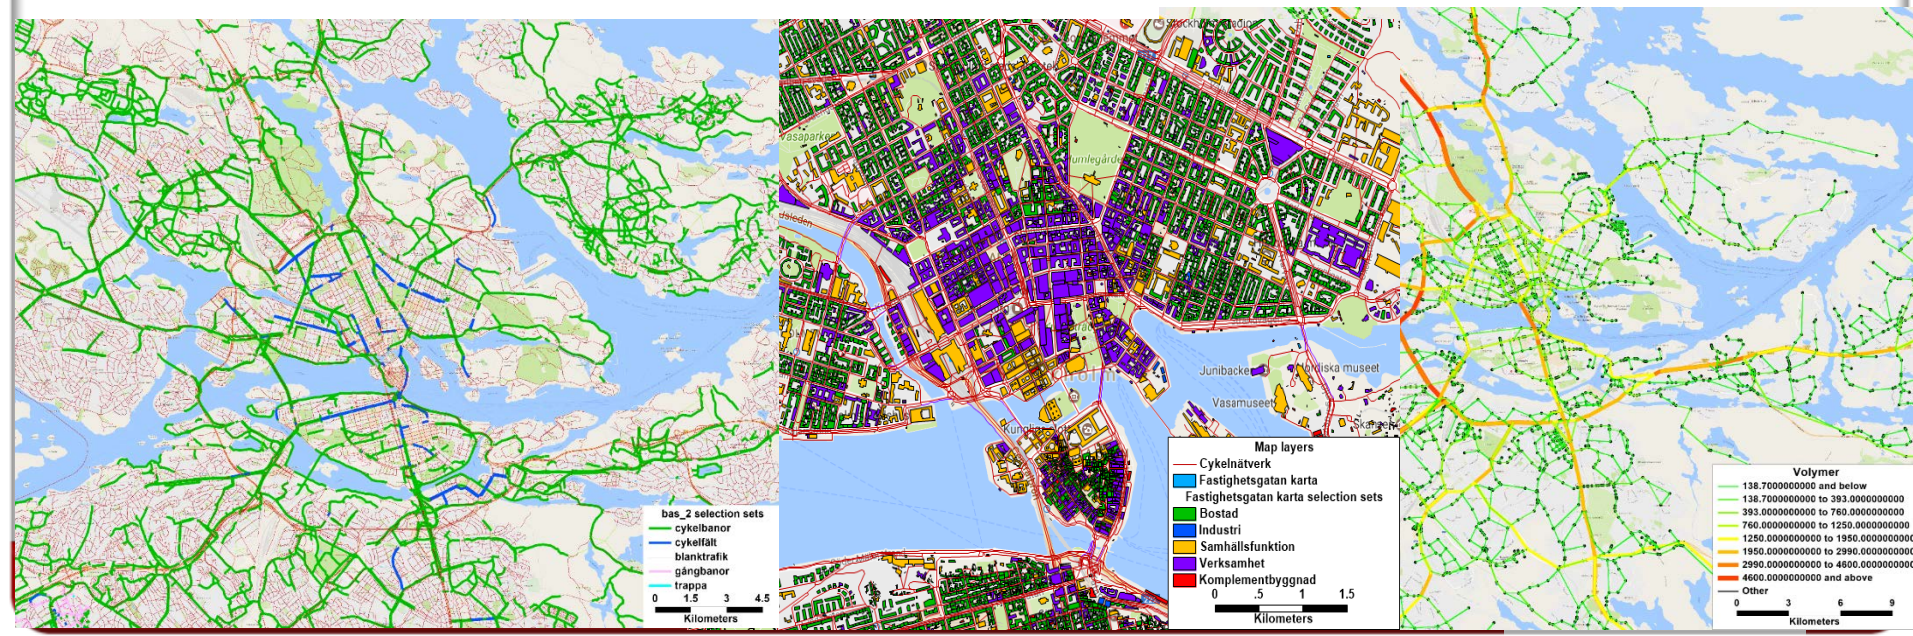 bas_2 selection sets
cykelbanor
cykelfält
blanktrafik
gångbanor
trappa
0 1.5 3 4.5
Kilometers
Vasaparken
Humlegården
Junibacken
Nordiska museet
Vasamuseet
Map layers
Cykelnätverk
Fastighetsgatan karta
Fastighetsgatan karta selection sets
Bostad
Industri
Samhällsfunktion
Verksamhet
Komplementbyggnad
0 .5 1 1.5
Kilometers
Volymer
138.7000000000 and below
138.7000000000 to 393.0000000000
393.0000000000 to 760.0000000000
760.0000000000 to 1250.0000000000
1250.0000000000 to 1950.0000000000
1950.0000000000 to 2990.0000000000
2990.0000000000 to 4600.0000000000
4600.0000000000 and above
Other
0 3 6 9
Kilometers